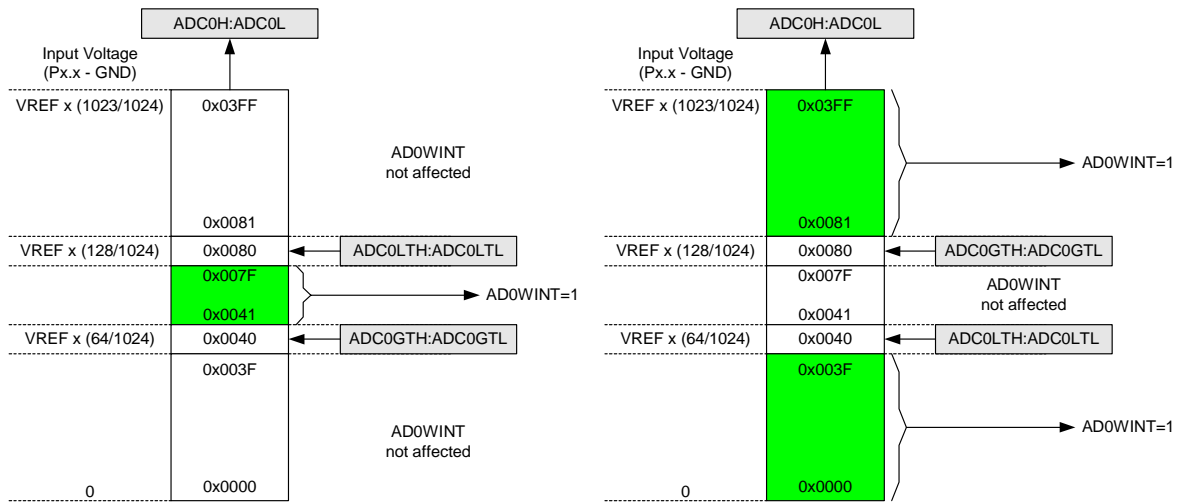 ADC0H:ADC0L
Input Voltage
(Px.x - GND)
VREF x (1023/1024)
0x03FF
AD0WINT
not affected
0x0081
VREF x (128/1024)
0x0080
ADC0LTH:ADC0LTL
0x007F
AD0WINT=1
0x0041
VREF x (64/1024)
0x0040
ADC0GTH:ADC0GTL
0x003F
AD0WINT
not affected
0
0x0000
ADC0H:ADC0L
Input Voltage
(Px.x - GND)
VREF x (1023/1024)
0x03FF
AD0WINT=1
0x0081
VREF x (128/1024)
0x0080
ADC0GTH:ADC0GTL
0x007F
AD0WINT
not affected
0x0041
VREF x (64/1024)
0x0040
ADC0LTH:ADC0LTL
0x003F
AD0WINT=1
0
0x0000